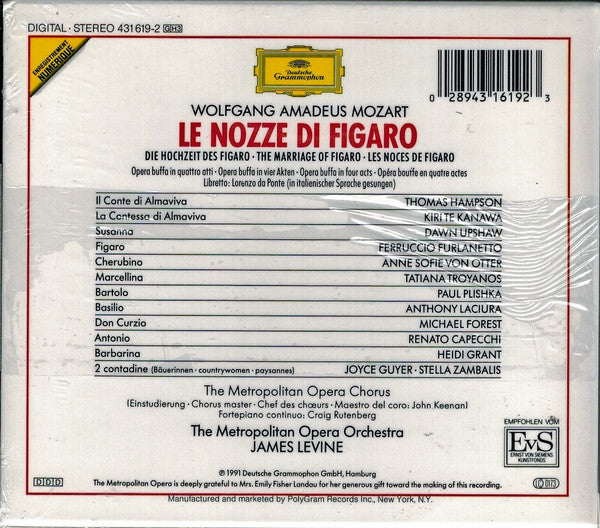 DIGITAL · STEREO 431 619-2 GH3
ENREGISTREMENT
NUMERIQUE
Deutsche
Grammophon
0 28943 16192 3
WOLFGANG AMADEUS MOZART
LE NOZZE DI FIGARO
DIE HOCHZEIT DES FIGARO · THE MARRIAGE OF FIGARO · LES NOCES DE FIGARO
Opera buffa in quattro atti · Opera buffa in vier Akten · Opera buffa in four acts · Opéra bouffe en quatre actes
Libretto: Lorenzo da Ponte (in italienischer Sprache gesungen)
Il Conte di Almaviva THOMAS HAMPSON
La Contessa di Almaviva KIRI TE KANAWA
Susanna DAWN UPSHAW
Figaro FERRUCCIO FURLANETTO
Cherubino ANNE SOFIE VON OTTER
Marcellina TATIANA TROYANOS
Bartolo PAUL PLISHKA
Basilio ANTHONY LACIURA
Don Curzio MICHAEL FOREST
Antonio RENATO CAPECCHI
Barbarina HEIDI GRANT
2 contadine (Bäuerinnen · countrywomen · paysannes) JOYCE GUYER · STELLA ZAMBALIS
The Metropolitan Opera Chorus
(Einstudierung · Chorus master · Chef des chœurs · Maestro del coro: John Keenan)
Fortepiano continuo: Craig Rutenberg
The Metropolitan Opera Orchestra
JAMES LEVINE
EMPFOHLEN VOM
EvS
ERNST VON SIEMENS
KUNSTFONDS
DDD
℗ 1991 Deutsche Grammophon GmbH, Hamburg
The Metropolitan Opera is deeply grateful to Mrs. Emily Fisher Landau for her generous gift toward the making of this recording.
Manufactured and marketed by PolyGram Records Inc., New York, N.Y.